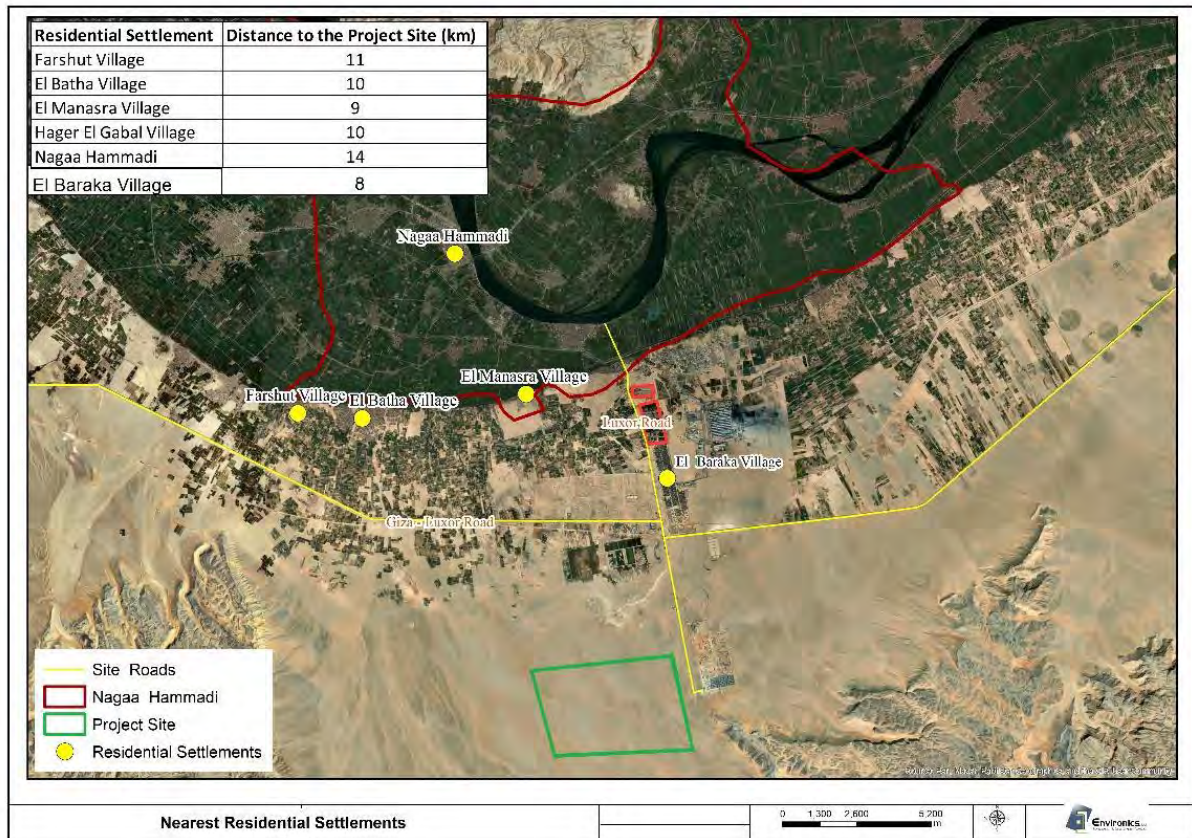 Residential Settlement Distance to the Project Site (km)
Farshut Village 11
El Batha Village 10
El Manasra Village 9
Hager El Gabal Village 10
Nagaa Hammadi 14
El Baraka Village 8
Nagaa Hammadi
El Manasra Village
Farshut Village
El Batha Village
Luxor Road
El Baraka Village
Giza - Luxor Road
Site Roads
Nagaa Hammadi
Project Site
Residential Settlements
Nearest Residential Settlements
0 1,300 2,600 5,200
m
Environics